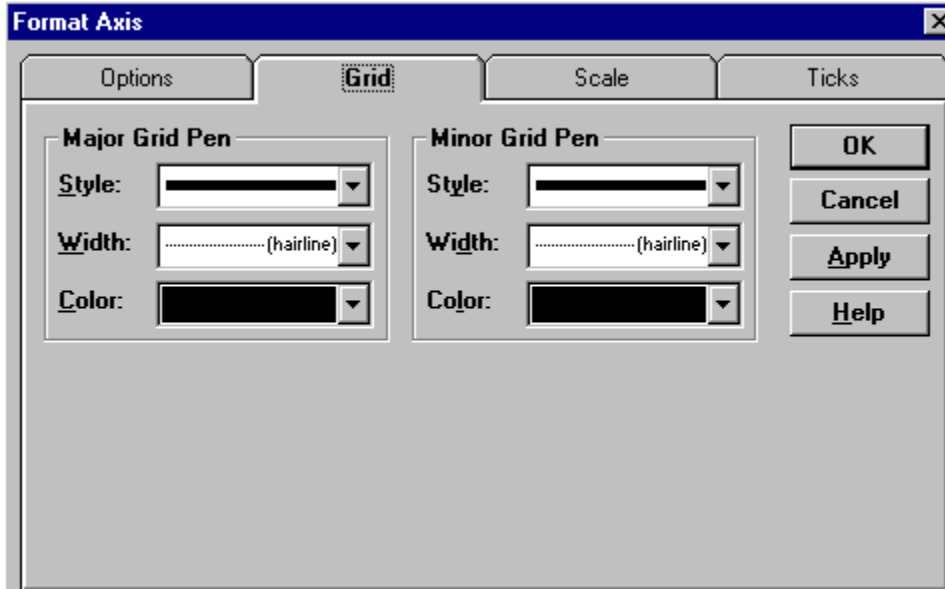 Format Axis
Options Grid Scale Ticks
Major Grid Pen Minor Grid Pen
Style: Style: OK
Width: (hairline) Width: (hairline) Cancel
Color: Color: Apply
Help